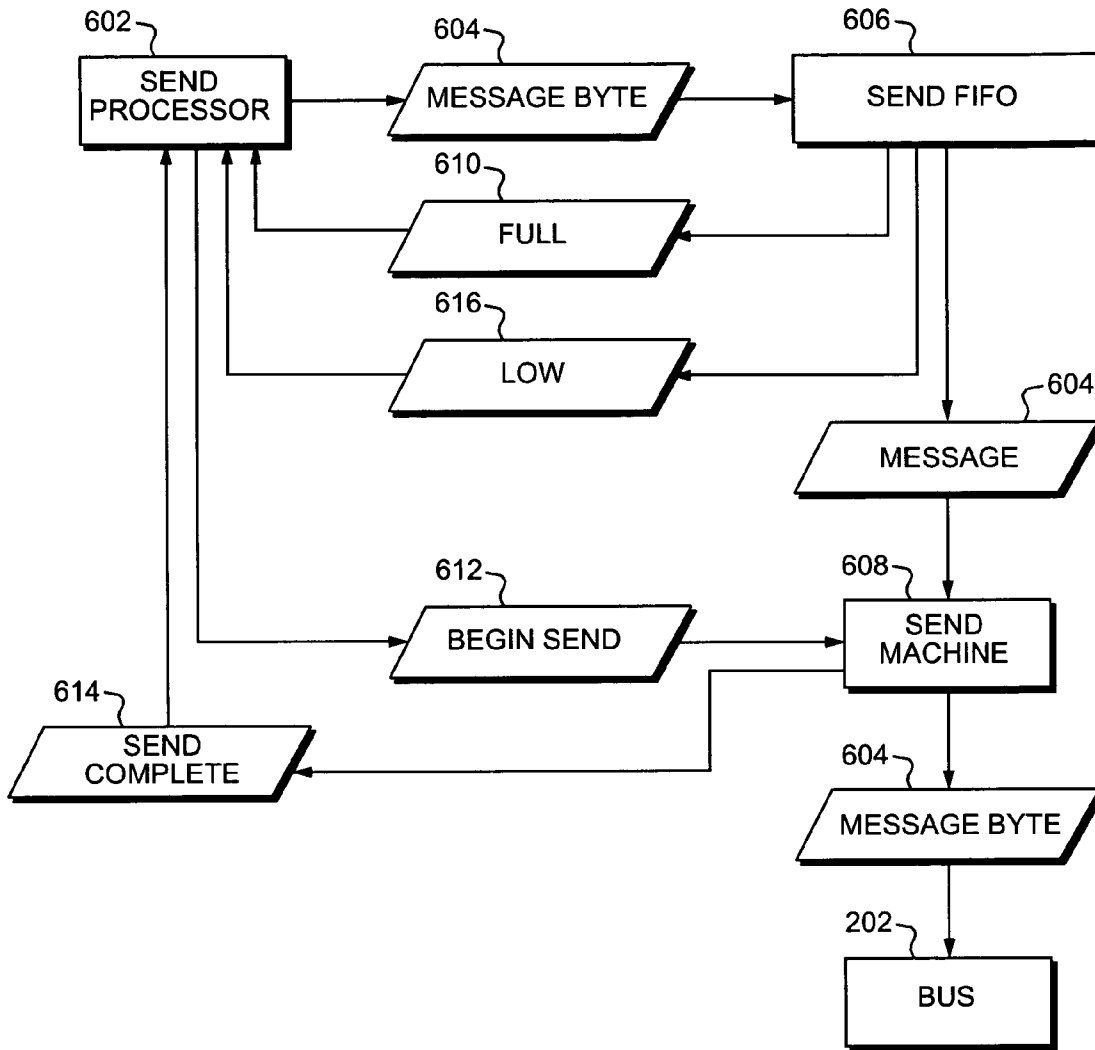 602
SEND
PROCESSOR
604
MESSAGE BYTE
606
SEND FIFO
610
FULL
616
LOW
604
MESSAGE
612
BEGIN SEND
608
SEND
MACHINE
614
SEND
COMPLETE
604
MESSAGE BYTE
202
BUS